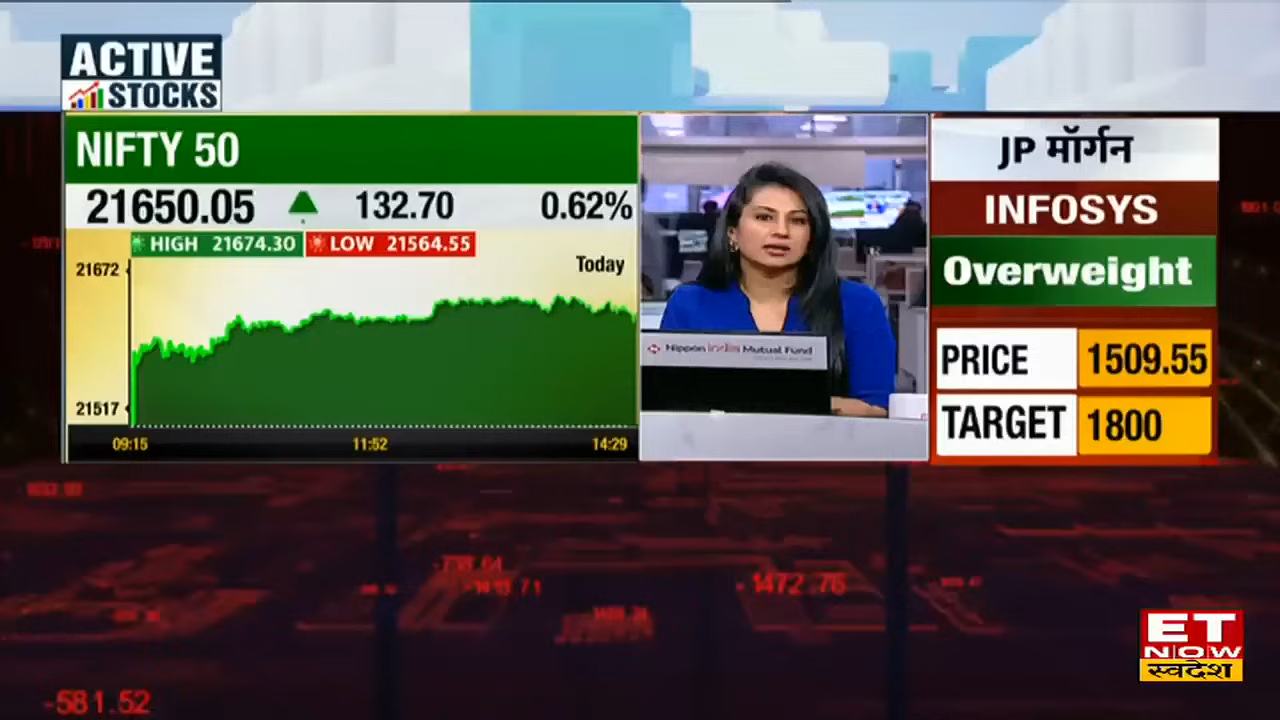 ACTIVE
STOCKS
NIFTY 50
21650.05 ▲ 132.70 0.62%
HIGH 21674.30 LOW 21564.55
Today
21672
21517
09:15 11:52 14:29
Nippon india Mutual Fund
JP मॉर्गन
INFOSYS
Overweight
PRICE 1509.55
TARGET 1800
-1472.76
-581.52
ET
NOW
स्वदेश